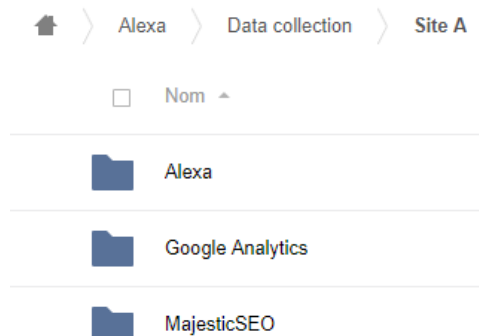 Alexa Data collection Site A
Nom
Alexa
Google Analytics
MajesticSEO